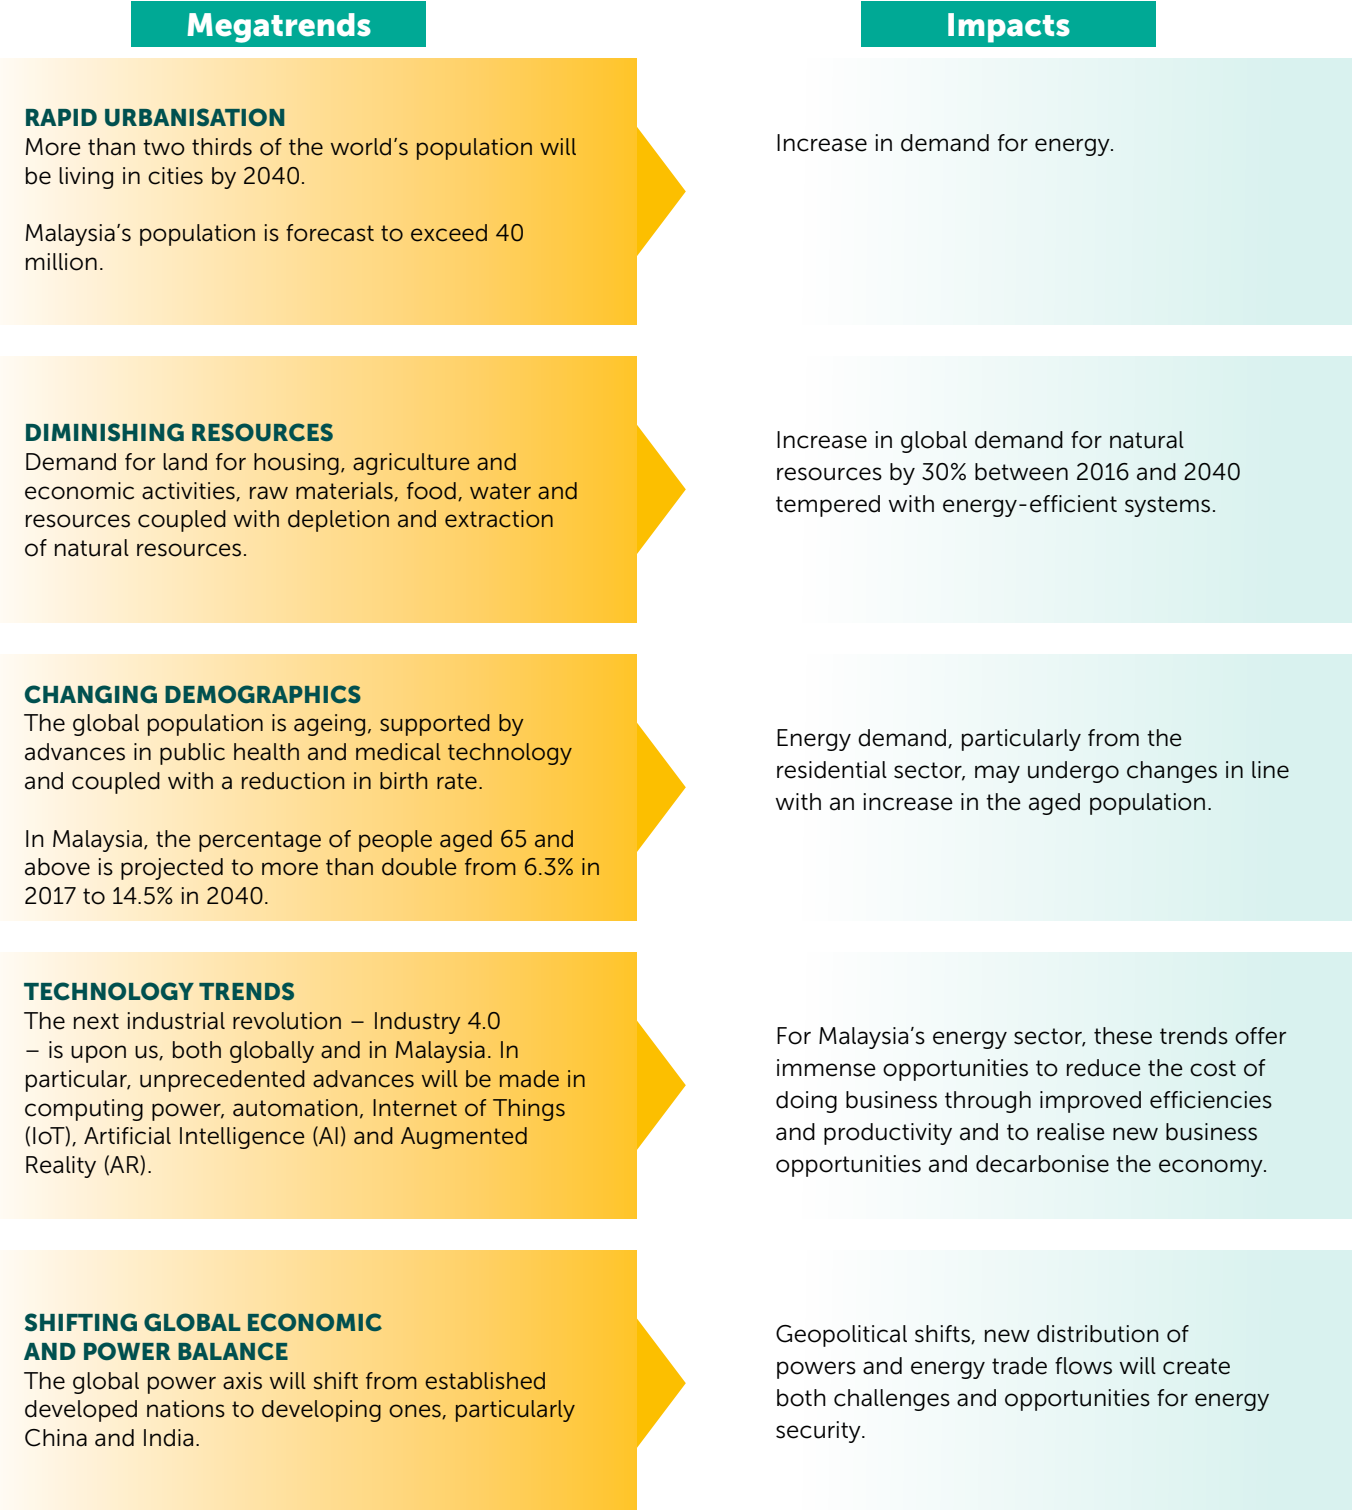 Megatrends
Impacts
RAPID URBANISATION
More than two thirds of the world’s population will
be living in cities by 2040.
Malaysia’s population is forecast to exceed 40
million.
Increase in demand for energy.
DIMINISHING RESOURCES
Demand for land for housing, agriculture and
economic activities, raw materials, food, water and
resources coupled with depletion and extraction
of natural resources.
Increase in global demand for natural
resources by 30% between 2016 and 2040
tempered with energy-efficient systems.
CHANGING DEMOGRAPHICS
The global population is ageing, supported by
advances in public health and medical technology
and coupled with a reduction in birth rate.
In Malaysia, the percentage of people aged 65 and
above is projected to more than double from 6.3% in
2017 to 14.5% in 2040.
Energy demand, particularly from the
residential sector, may undergo changes in line
with an increase in the aged population.
TECHNOLOGY TRENDS
The next industrial revolution – Industry 4.0
– is upon us, both globally and in Malaysia. In
particular, unprecedented advances will be made in
computing power, automation, Internet of Things
(IoT), Artificial Intelligence (AI) and Augmented
Reality (AR).
For Malaysia’s energy sector, these trends offer
immense opportunities to reduce the cost of
doing business through improved efficiencies
and productivity and to realise new business
opportunities and decarbonise the economy.
SHIFTING GLOBAL ECONOMIC
AND POWER BALANCE
The global power axis will shift from established
developed nations to developing ones, particularly
China and India.
Geopolitical shifts, new distribution of
powers and energy trade flows will create
both challenges and opportunities for energy
security.